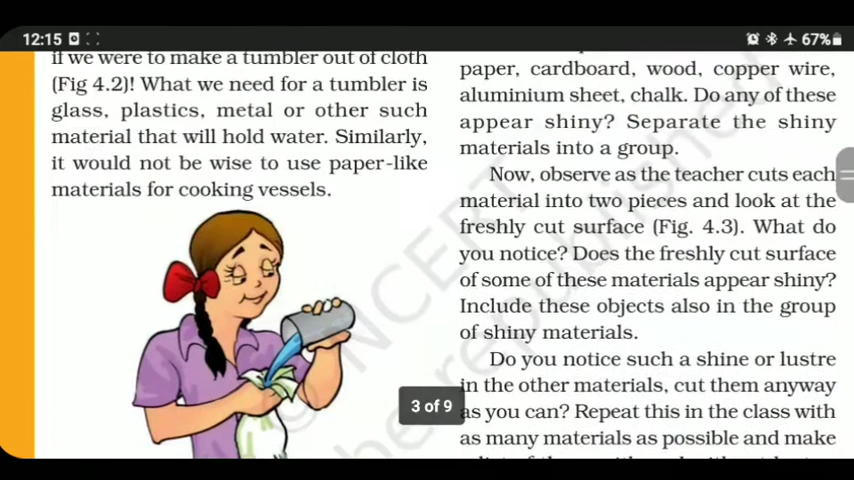 12:15
67%
if we were to make a tumbler out of cloth
(Fig 4.2)! What we need for a tumbler is
glass, plastics, metal or other such
material that will hold water. Similarly,
it would not be wise to use paper-like
materials for cooking vessels.
paper, cardboard, wood, copper wire,
aluminium sheet, chalk. Do any of these
appear shiny? Separate the shiny
materials into a group.
Now, observe as the teacher cuts each
material into two pieces and look at the
freshly cut surface (Fig. 4.3). What do
you notice? Does the freshly cut surface
of some of these materials appear shiny?
Include these objects also in the group
of shiny materials.
Do you notice such a shine or lustre
in the other materials, cut them anyway
as you can? Repeat this in the class with
as many materials as possible and make
3 of 9
© NCERT
be republished